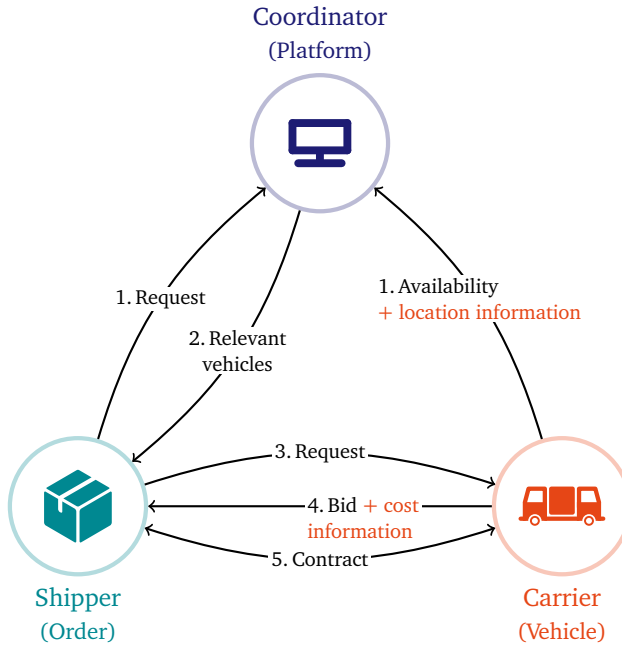 Coordinator
(Platform)
1. Request
1. Availability
+ location information
2. Relevant
vehicles
3. Request
4. Bid + cost
information
5. Contract
Shipper
(Order)
Carrier
(Vehicle)